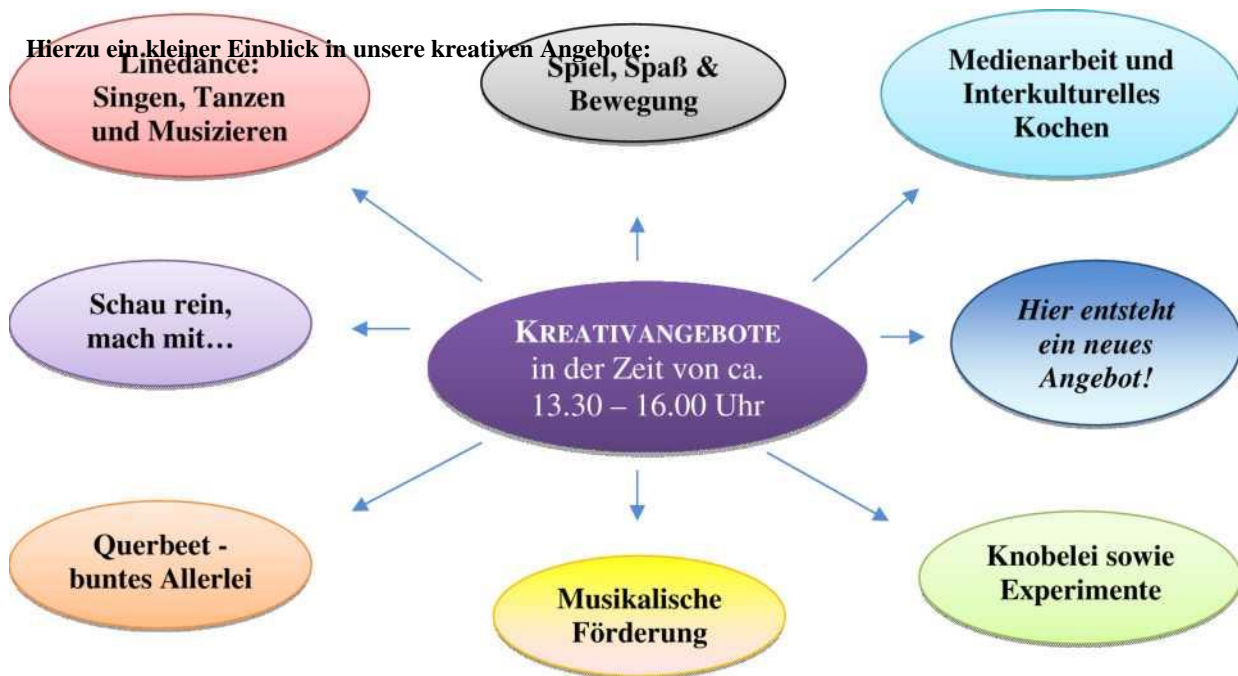 Hierzu ein kleiner Einblick in unsere kreativen Angebote:
Linedance:
Singen, Tanzen
und Musizieren
Spiel, Spaß &
Bewegung
Medienarbeit und
Interkulturelles
Kochen
Schau rein,
mach mit…
KREATIVANGEBOTE
in der Zeit von ca.
13.30 – 16.00 Uhr
Hier entsteht
ein neues
Angebot!
Querbeet -
buntes Allerlei
Musikalische
Förderung
Knobelei sowie
Experimente